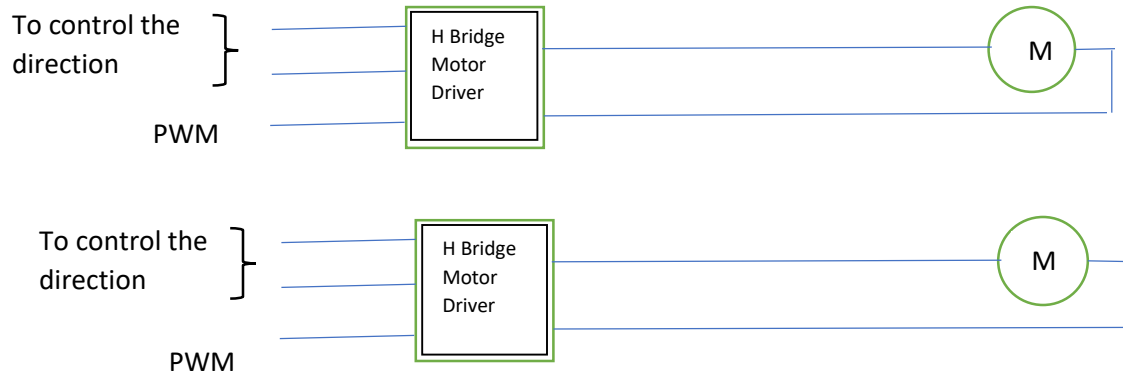 To control the
direction
PWM
H Bridge
Motor
Driver
M
To control the
direction
PWM
H Bridge
Motor
Driver
M